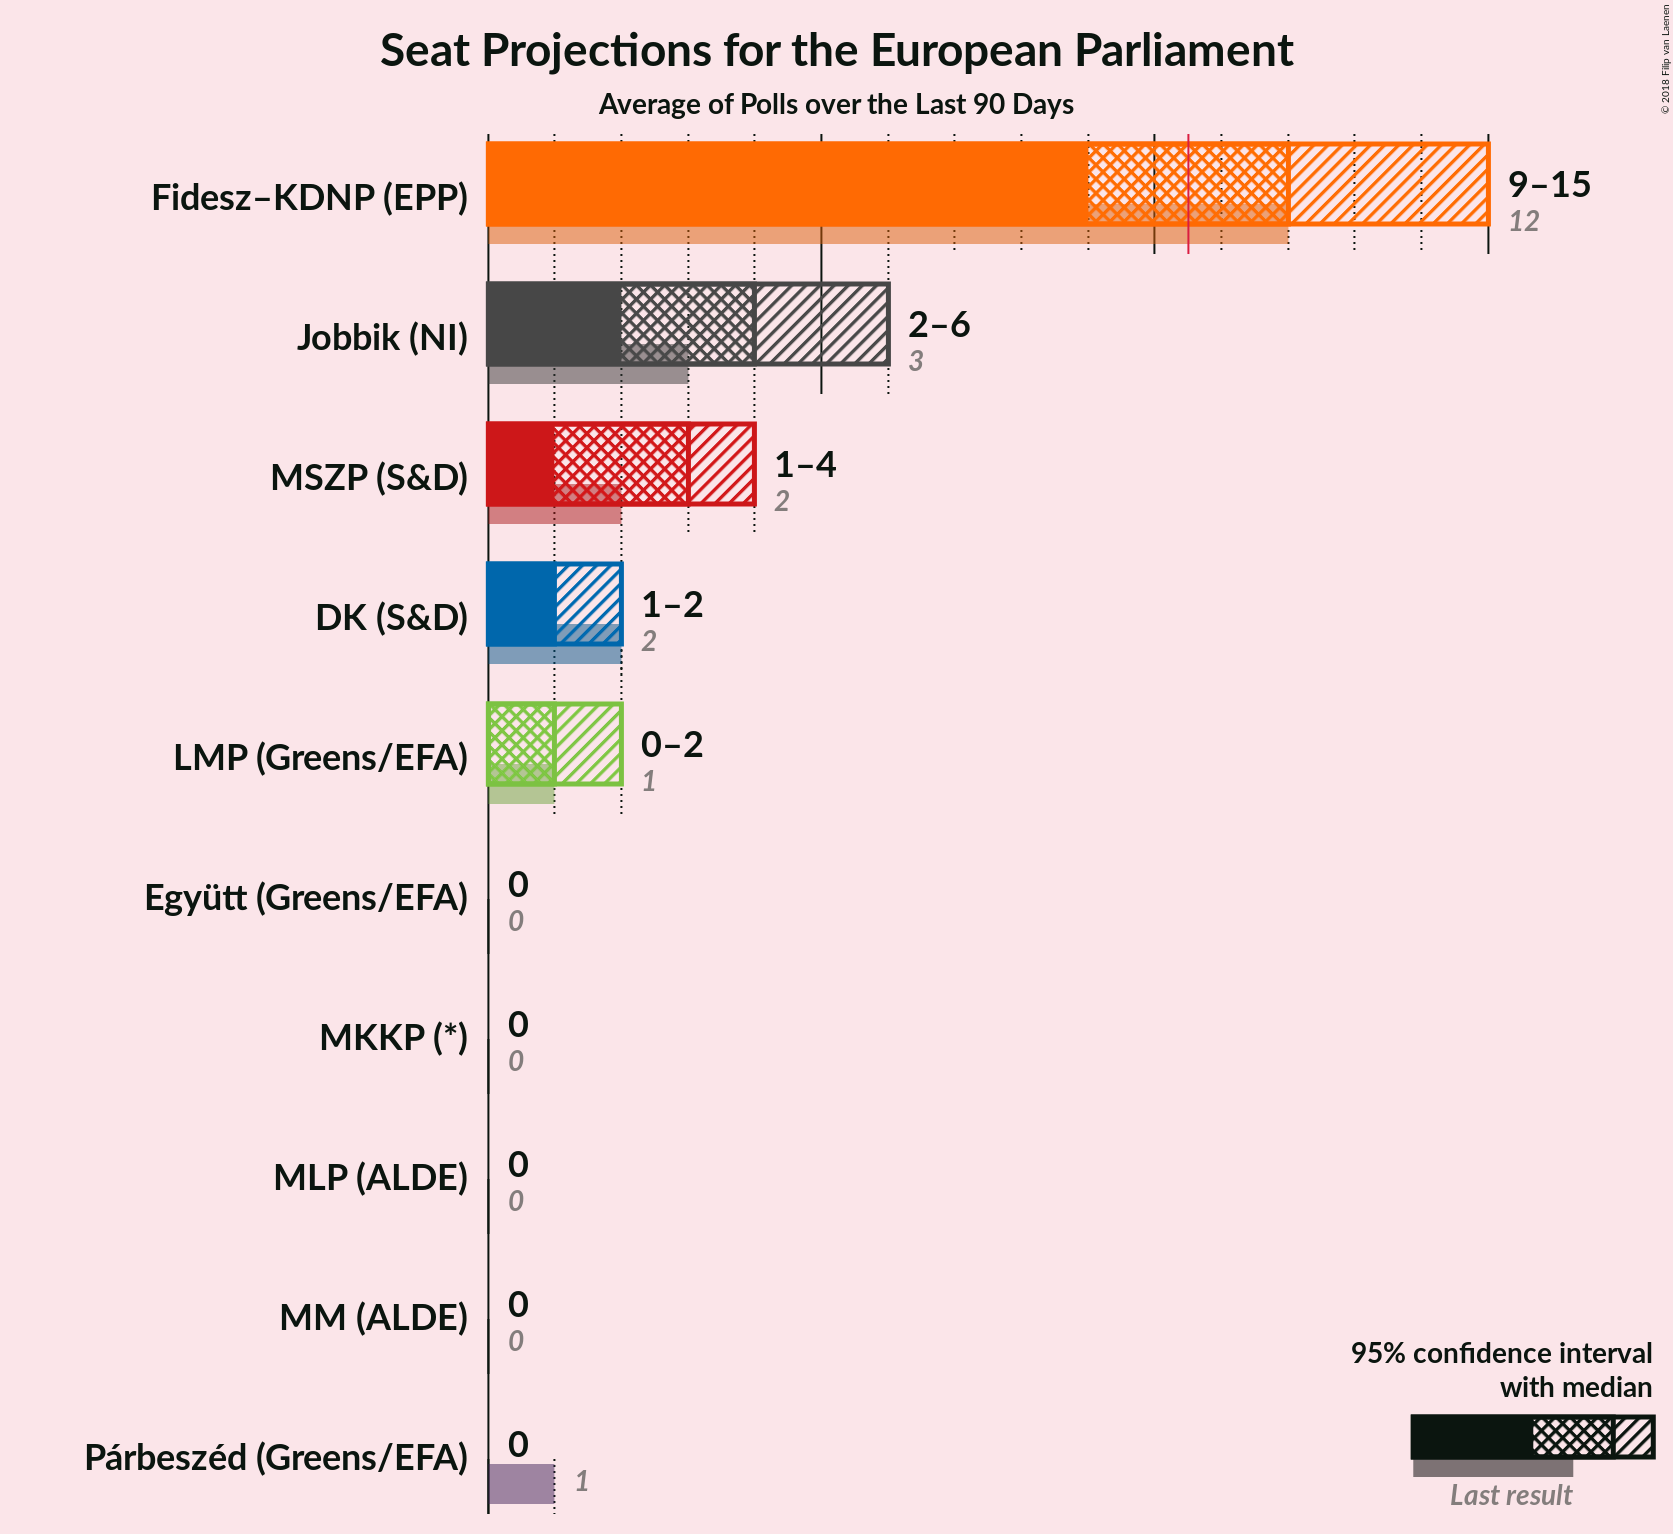 Seat Projections for the European Parliament
Average of Polls over the Last 90 Days
© 2018 Filip van Laenen
Fidesz–KDNP (EPP)
9–15
12
Jobbik (NI)
2–6
3
MSZP (S&D)
1–4
2
DK (S&D)
1–2
2
LMP (Greens/EFA)
0–2
1
Együtt (Greens/EFA)
0
0
MKKP (*)
0
0
MLP (ALDE)
0
0
MM (ALDE)
0
0
Párbeszéd (Greens/EFA)
0
1
95% confidence interval
with median
Last result